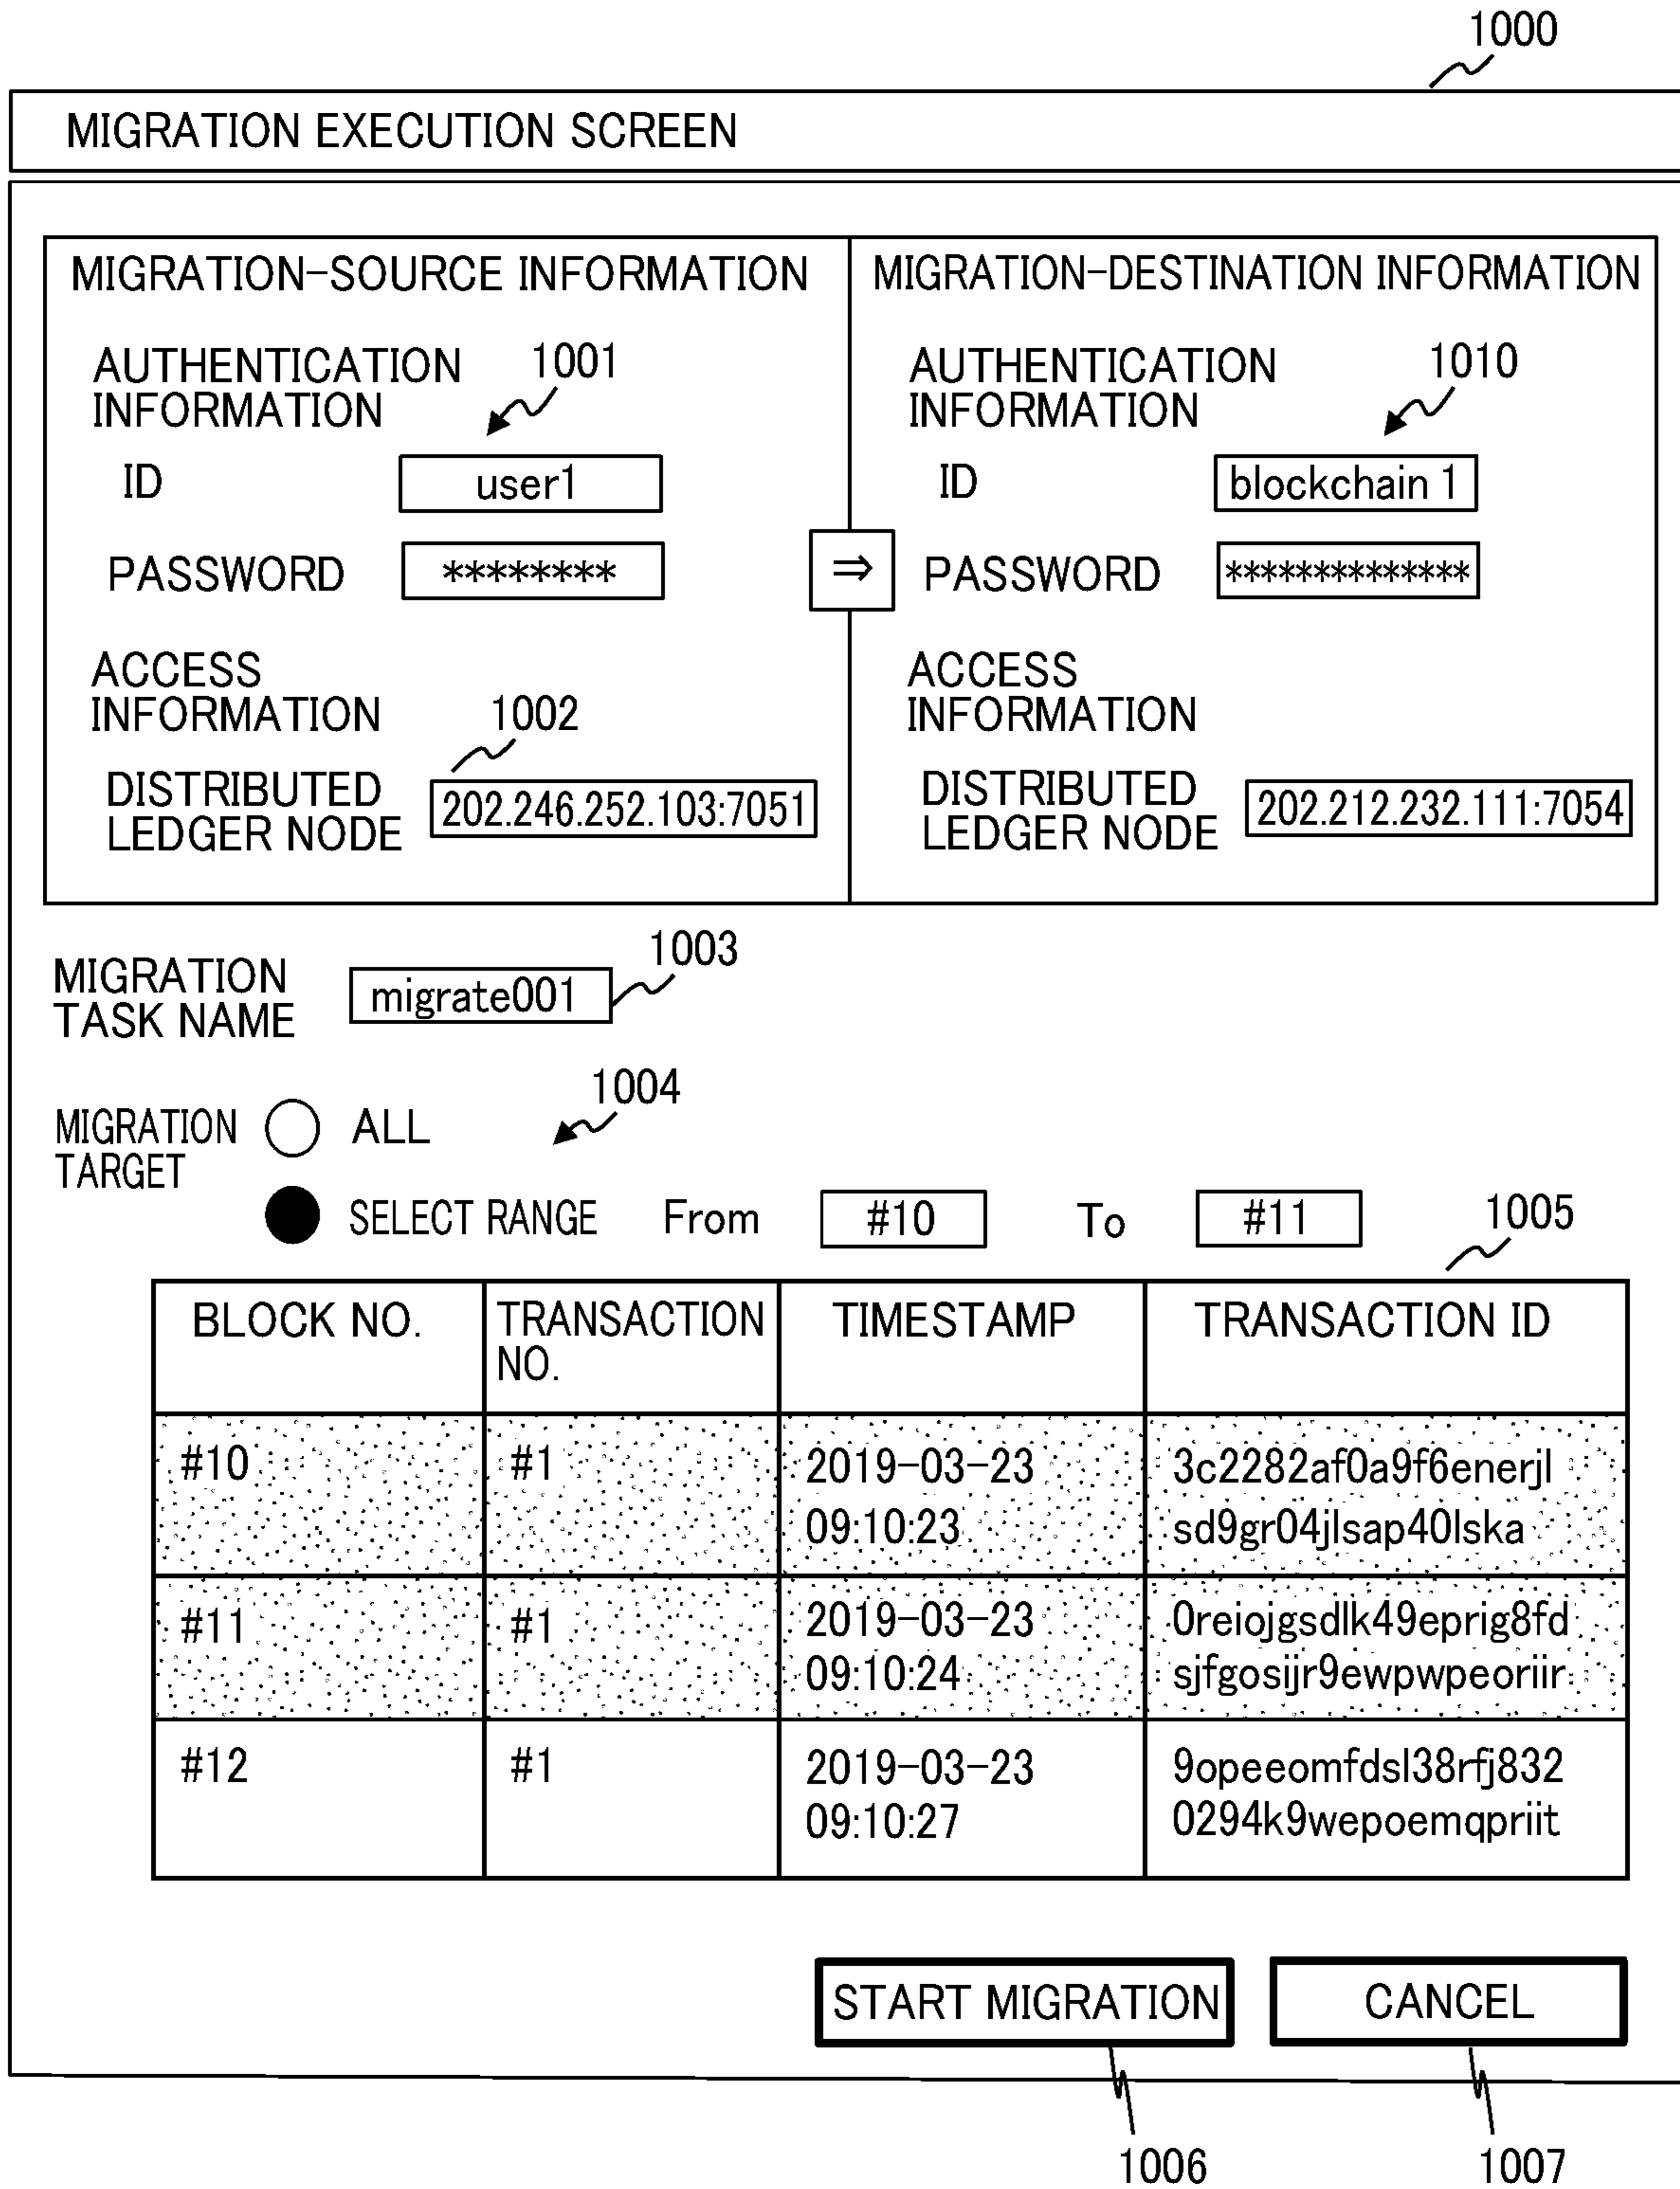 1000
MIGRATION EXECUTION SCREEN
MIGRATION-SOURCE INFORMATION
AUTHENTICATION
INFORMATION
1001
ID
user1
PASSWORD
********
ACCESS
INFORMATION
1002
DISTRIBUTED
LEDGER NODE
202.246.252.103:7051
⇒
MIGRATION-DESTINATION INFORMATION
AUTHENTICATION
INFORMATION
1010
ID
blockchain 1
PASSWORD
**************
ACCESS
INFORMATION
DISTRIBUTED
LEDGER NODE
202.212.232.111:7054
MIGRATION
TASK NAME
migrate001
1003
MIGRATION
TARGET
ALL
1004
SELECT RANGE From #10 To #11
1005
BLOCK NO.
TRANSACTION
NO.
TIMESTAMP
TRANSACTION ID
#10
#1
2019-03-23
09:10:23
3c2282af0a9f6enerjl
sd9gr04jlsap40lska
#11
#1
2019-03-23
09:10:24
0reiojgsdlk49eprig8fd
sjfgosijr9ewpwpeoriir
#12
#1
2019-03-23
09:10:27
9opeeomfdsl38rfj832
0294k9wepoemqpriit
START MIGRATION
CANCEL
1006
1007